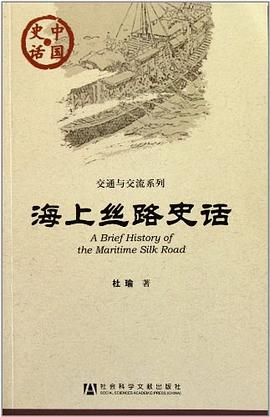 中国
史话
交通与交流系列
海上丝路史话
A Brief History of
the Maritime Silk Road
杜 瑜 著
社会科学文献出版社
SOCIAL SCIENCES ACADEMIC PRESS (CHINA)